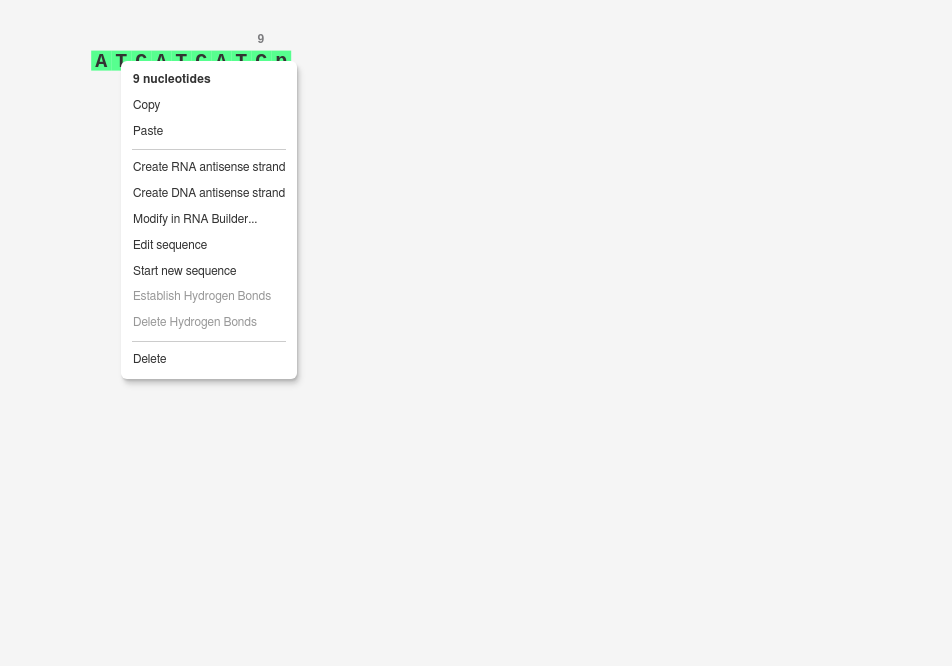 9
A T C A T C A T C p
9 nucleotides
Copy
Paste
Create RNA antisense strand
Create DNA antisense strand
Modify in RNA Builder...
Edit sequence
Start new sequence
Establish Hydrogen Bonds
Delete Hydrogen Bonds
Delete